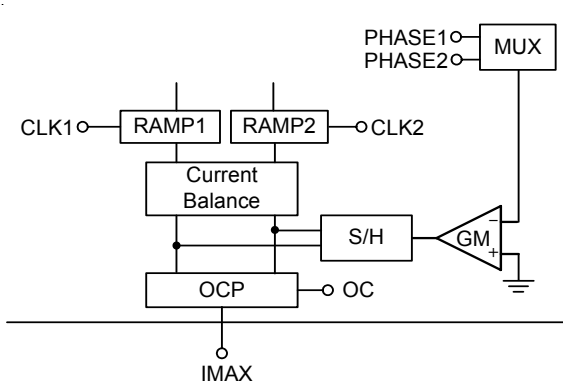 PHASE1
PHASE2
MUX
CLK1
RAMP1
RAMP2
CLK2
Current
Balance
S/H
GM
−
+
OCP
OC
IMAX